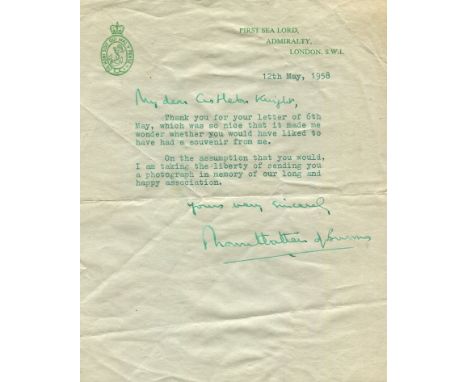 FIRST SEA LORD,
ADMIRALTY,
LONDON. S.W.1.
12th May, 1958
My dear Castleton Knight,
Thank you for your letter of 6th
May, which was so nice that it made me
wonder whether you would have liked to
have had a souvenir from me.
On the assumption that you would,
I am taking the liberty of sending you
a photograph in memory of our long and
happy association.
Yours very sincerely
Mountbatten of Burma